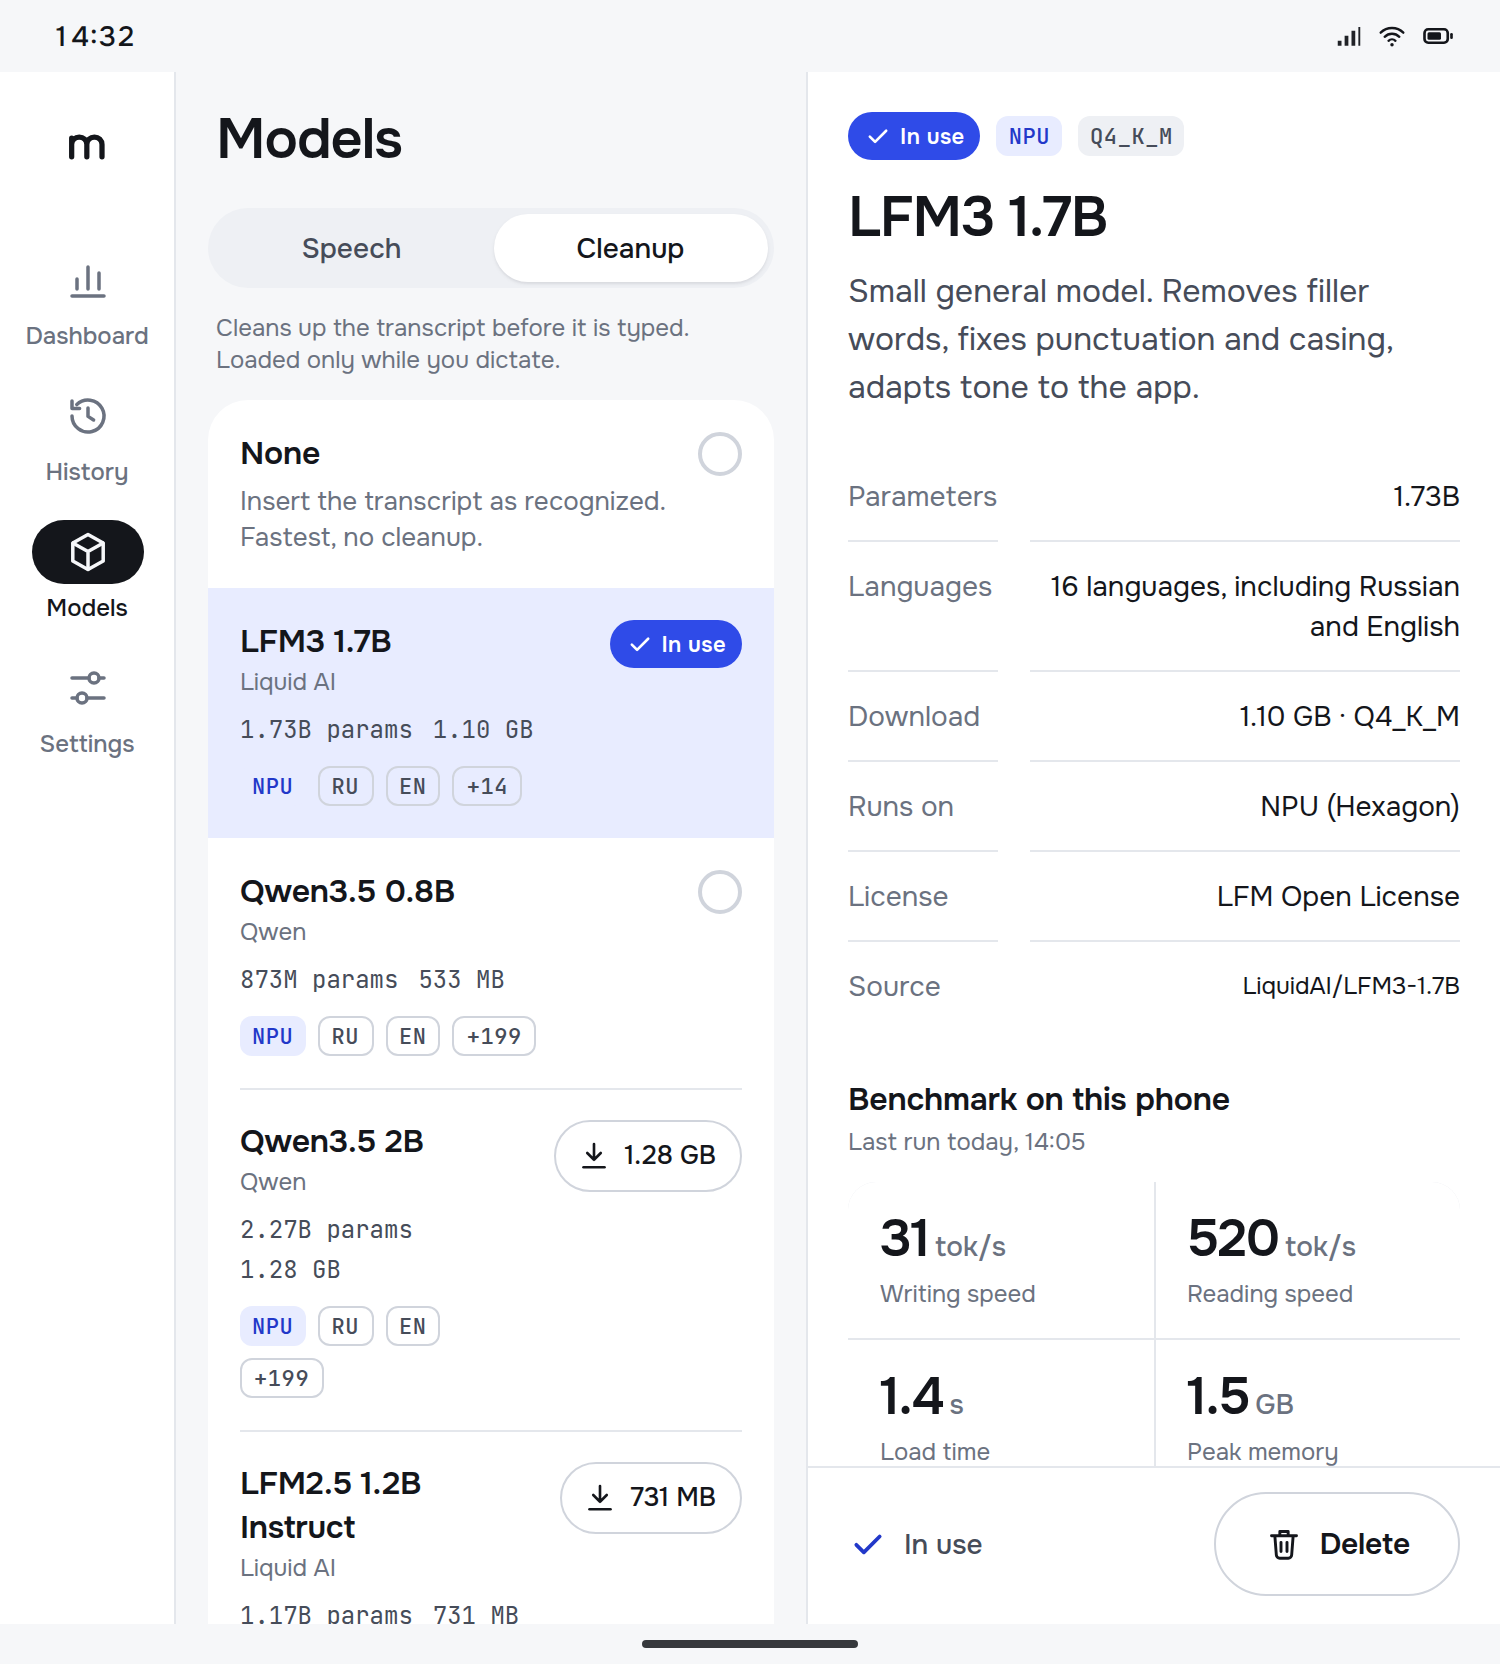 14:32
m
Dashboard
History
Models
Settings
Models
Speech
Cleanup
Cleans up the transcript before it is typed.
Loaded only while you dictate.
None
Insert the transcript as recognized.
Fastest, no cleanup.
LFM3 1.7B
In use
Liquid AI
1.73B params 1.10 GB
NPU RU EN +14
Qwen3.5 0.8B
Qwen
873M params 533 MB
NPU RU EN +199
Qwen3.5 2B
1.28 GB
Qwen
2.27B params
1.28 GB
NPU RU EN
+199
LFM2.5 1.2B
Instruct
731 MB
Liquid AI
1.17B params 731 MB
In use NPU Q4_K_M
LFM3 1.7B
Small general model. Removes filler
words, fixes punctuation and casing,
adapts tone to the app.
Parameters 1.73B
Languages 16 languages, including Russian
and English
Download 1.10 GB · Q4_K_M
Runs on NPU (Hexagon)
License LFM Open License
Source LiquidAI/LFM3-1.7B
Benchmark on this phone
Last run today, 14:05
31 tok/s
Writing speed
520 tok/s
Reading speed
1.4 s
Load time
1.5 GB
Peak memory
In use
Delete